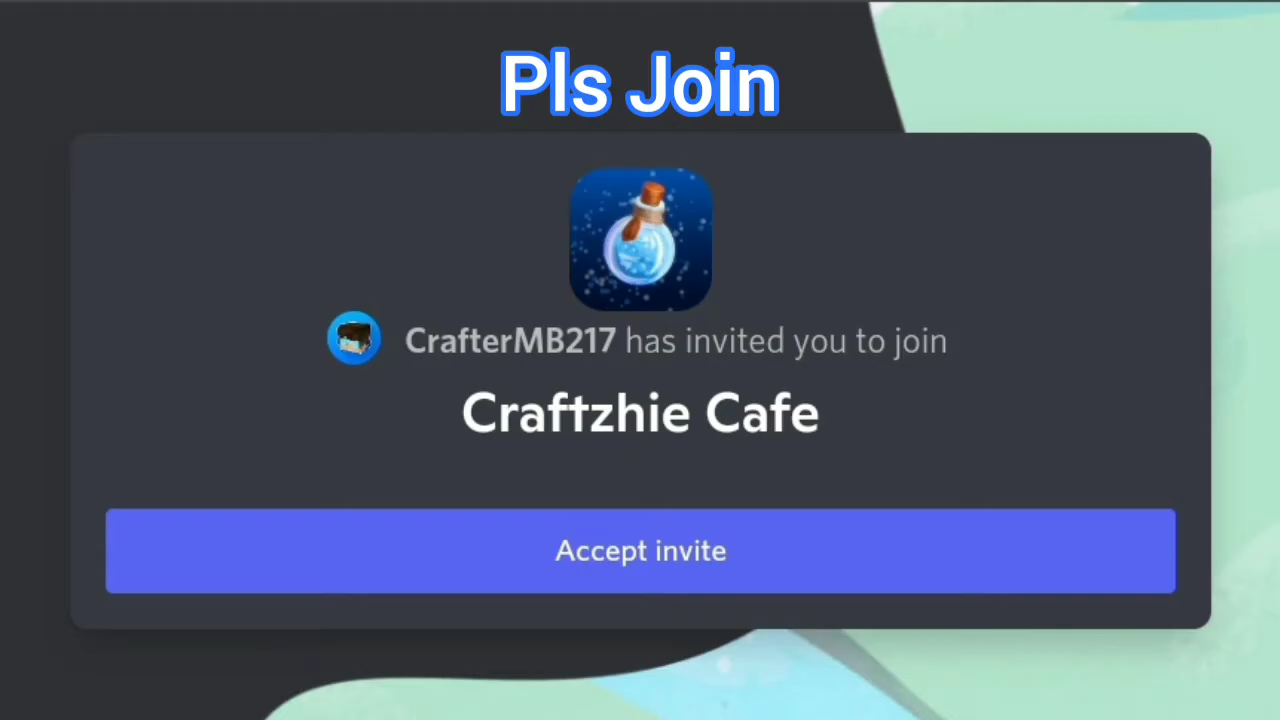 Pls Join
CrafterMB217 has invited you to join
Craftzhie Cafe
Accept invite